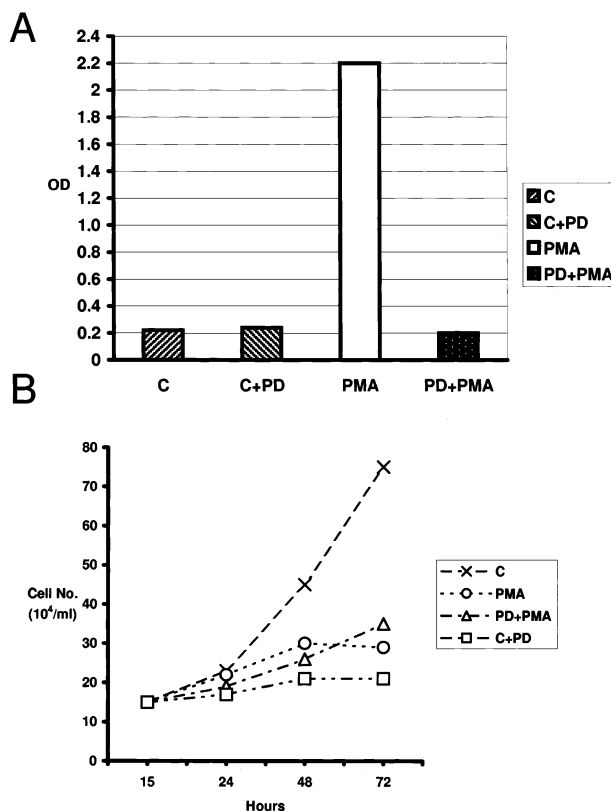 A
2.4
2.2
2
1.8
1.6
1.4
1.2
1.0
0.8
0.6
0.4
0.2
0
OD
C
C+PD
PMA
PD+PMA
C
C+PD
PMA
PD+PMA
B
80
70
60
50
40
30
20
10
0
Cell No.
(10⁴/ml)
15
24
48
72
Hours
C
PMA
PD+PMA
C+PD